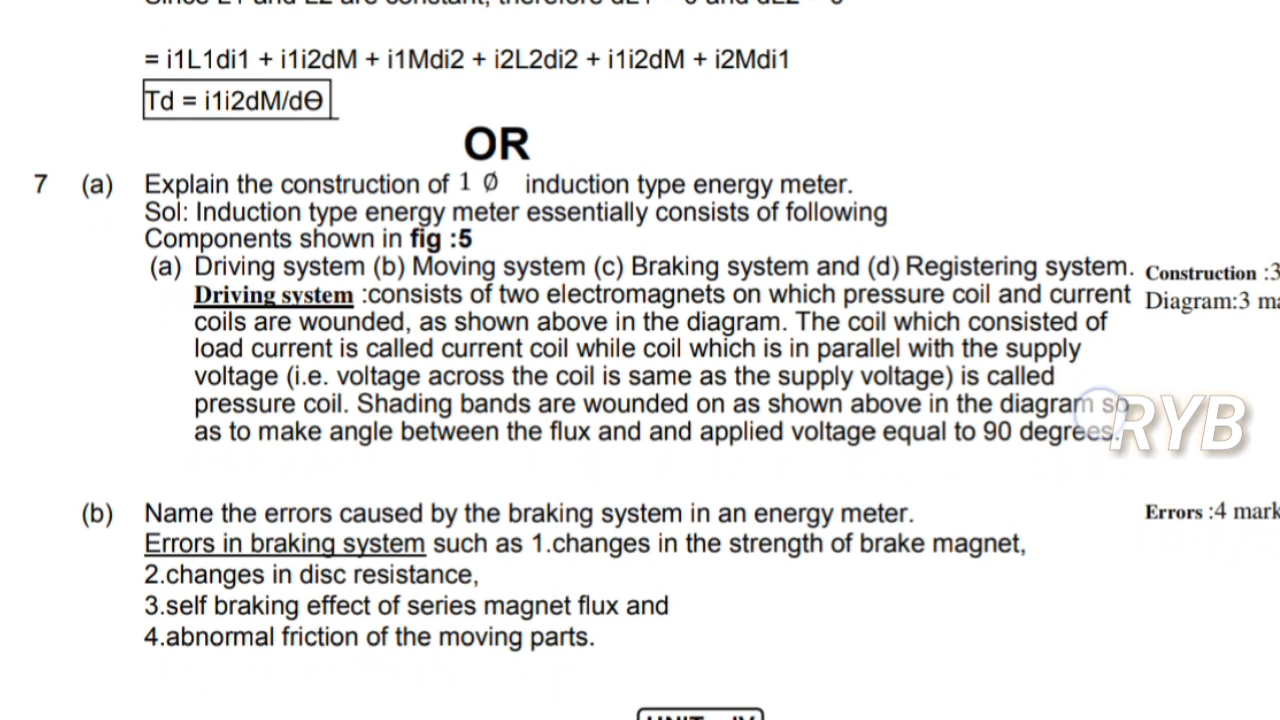 = i1L1di1 + i1i2dM + i1Mdi2 + i2L2di2 + i1i2dM + i2Mdi1
Td = i1i2dM/dϴ
OR
7 (a) Explain the construction of 1 Ø induction type energy meter.
Sol: Induction type energy meter essentially consists of following
Components shown in fig :5
(a) Driving system (b) Moving system (c) Braking system and (d) Registering system. Construction :3
Driving system :consists of two electromagnets on which pressure coil and current Diagram:3
coils are wounded, as shown above in the diagram. The coil which consisted of
load current is called current coil while coil which is in parallel with the supply
voltage (i.e. voltage across the coil is same as the supply voltage) is called
pressure coil. Shading bands are wounded on as shown above in the diagram so
as to make angle between the flux and and applied voltage equal to 90 degrees.
RYB
(b) Name the errors caused by the braking system in an energy meter. Errors :4 mark
Errors in braking system such as 1.changes in the strength of brake magnet,
2.changes in disc resistance,
3.self braking effect of series magnet flux and
4.abnormal friction of the moving parts.